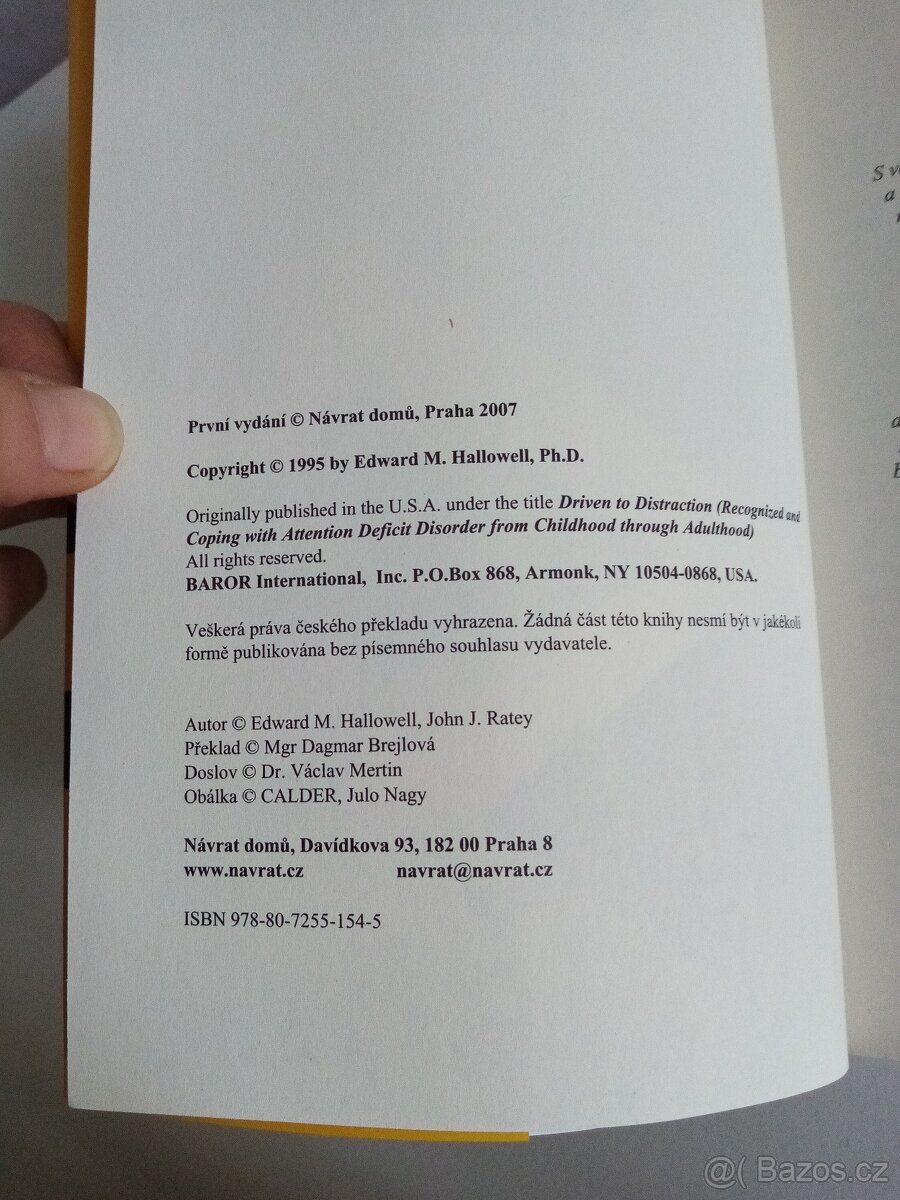 První vydání © Návrat domů, Praha 2007
Copyright © 1995 by Edward M. Hallowell, Ph.D.
Originally published in the U.S.A. under the title Driven to Distraction (Recognized and
Coping with Attention Deficit Disorder from Childhood through Adulthood)
All rights reserved.
BAROR International, Inc. P.O.Box 868, Armonk, NY 10504-0868, USA.
Veškerá práva českého překladu vyhrazena. Žádná část této knihy nesmí být v jakékoli
formě publikována bez písemného souhlasu vydavatele.
Autor © Edward M. Hallowell, John J. Ratey
Překlad © Mgr Dagmar Brejlová
Doslov © Dr. Václav Mertin
Obálka © CALDER, Julo Nagy
Návrat domů, Davídkova 93, 182 00 Praha 8
www.navrat.cz navrat@navrat.cz
ISBN 978-80-7255-154-5
S
a
@( Bazos.cz